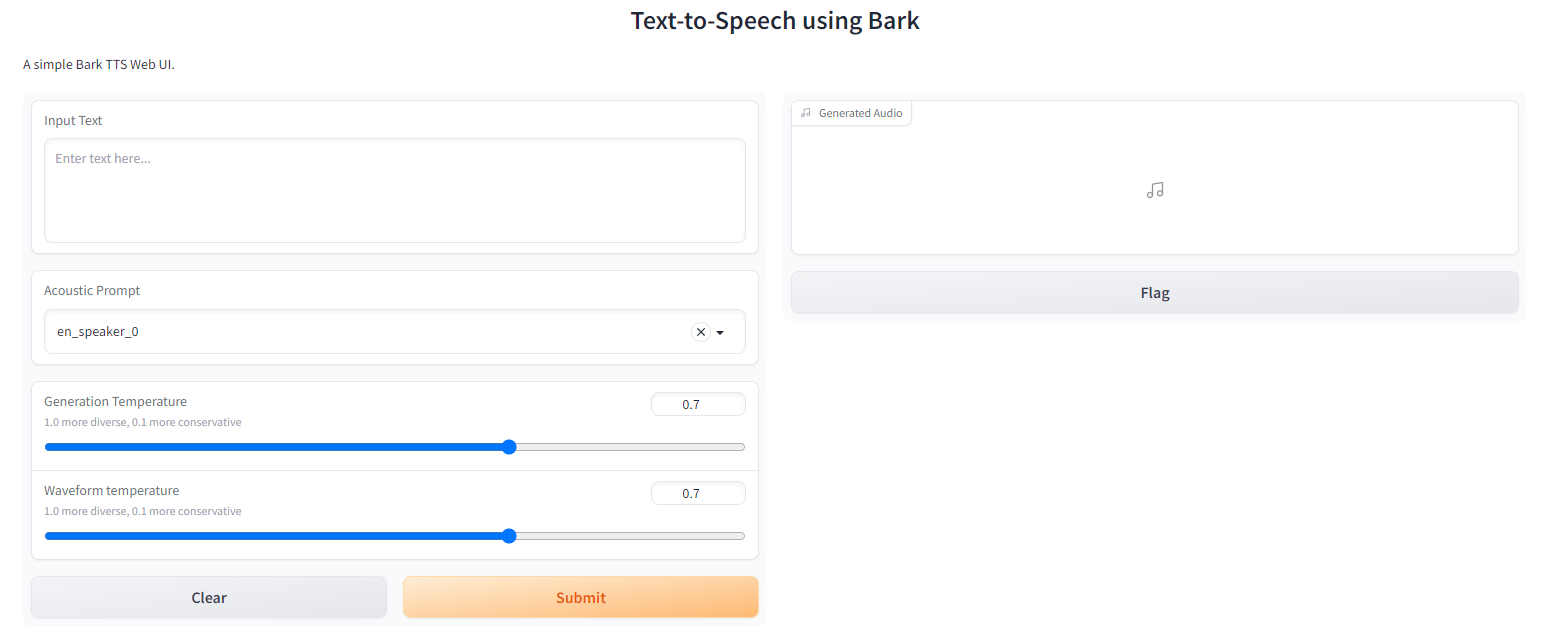 Text-to-Speech using Bark
A simple Bark TTS Web UI.
Input Text
Enter text here...
Acoustic Prompt
en_speaker_0
Generation Temperature
0.7
1.0 more diverse, 0.1 more conservative
Waveform temperature
0.7
1.0 more diverse, 0.1 more conservative
Clear
Submit
Generated Audio
Flag